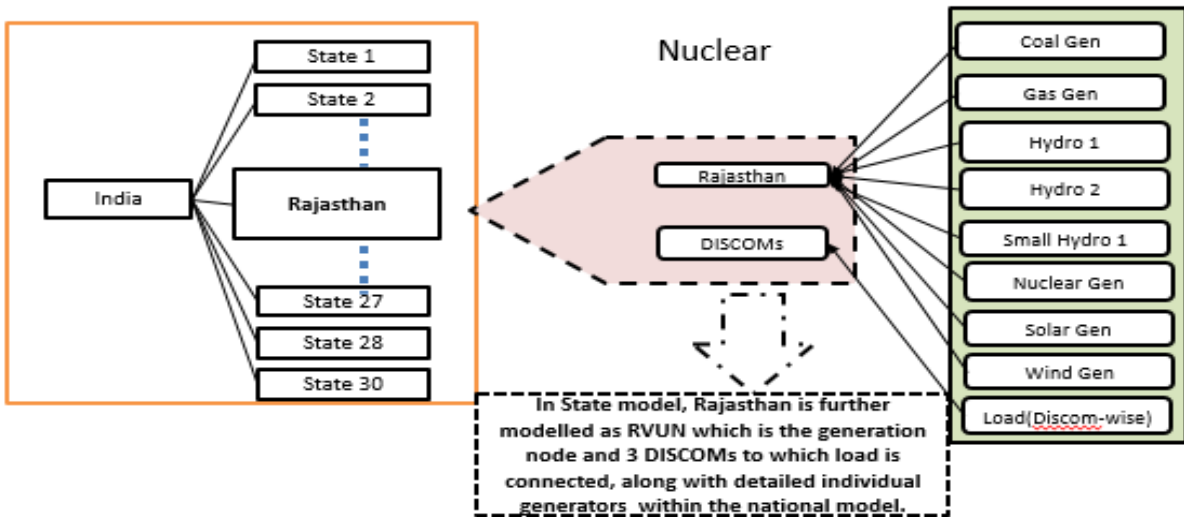 State 1
State 2
India
Rajasthan
State 27
State 28
State 30
Nuclear
Rajasthan
DISCOMs
In State model, Rajasthan is further
modelled as RVUN which is the generation
node and 3 DISCOMs to which load is
connected, along with detailed individual
generators within the national model.
Coal Gen
Gas Gen
Hydro 1
Hydro 2
Small Hydro 1
Nuclear Gen
Solar Gen
Wind Gen
Load(Discom-wise)